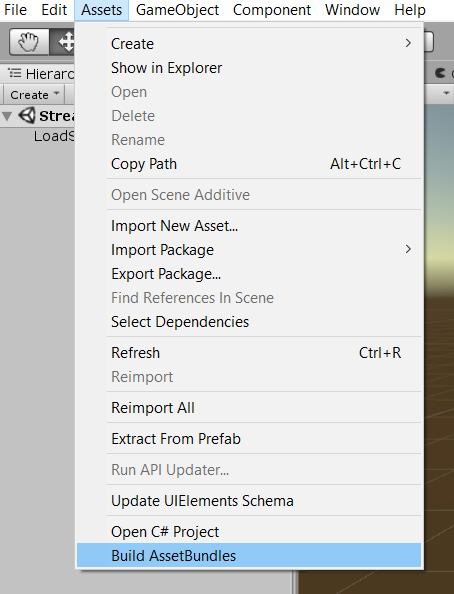 File Edit Assets GameObject Component Window Help
Create >
Show in Explorer
Hierarc
Open
Create
Delete
Strea
Rename
LoadS
Copy Path Alt+Ctrl+C
Open Scene Additive
Import New Asset...
Import Package >
Export Package...
Find References In Scene
Select Dependencies
Refresh Ctrl+R
Reimport
Reimport All
Extract From Prefab
Run API Updater...
Update UIElements Schema
Open C# Project
Build AssetBundles